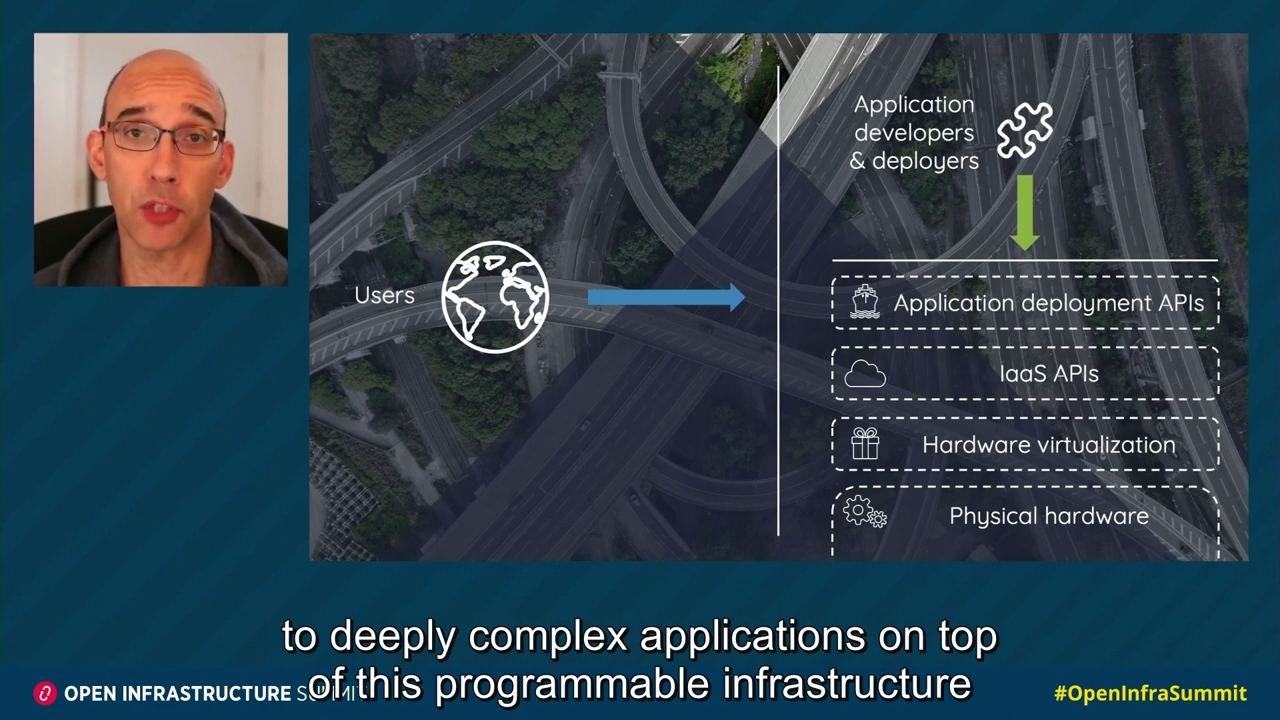 Application
developers
& deployers
Users
Application deployment APIs
IaaS APIs
Hardware virtualization
Physical hardware
to deeply complex applications on top
of this programmable infrastructure
OPEN INFRASTRUCTURE SUMMIT
#OpenInfraSummit